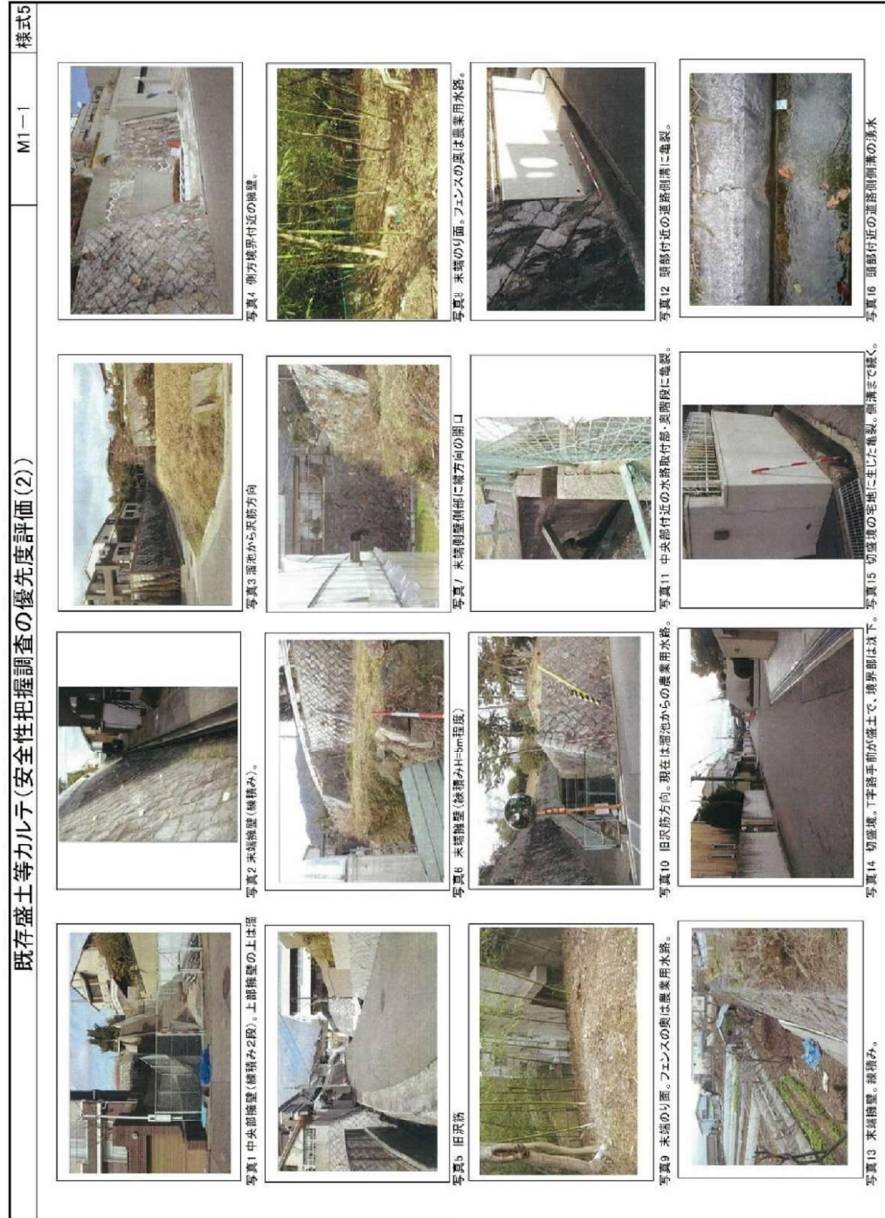 既存盛土等カルテ(安全性把握調査の優先度評価(2))
M1－1
様式5
写真1 中央部擁壁(練積み2段)。上部擁壁の上は溜
写真2 末端擁壁(練積み)。
写真3 溜池から沢筋方向
写真4 側方境界付近の擁壁。
写真5 旧沢筋
写真6 末端擁壁(練積みH=5m程度)
写真7 末端側壁側部に縦方向の開口
写真8 末端のり面。フェンスの奥は農業用水路。
写真9 末端のり面。フェンスの奥は農業用水路。
写真10 旧沢筋方向。現在は溜池からの農業用水路。
写真11 中央部付近の水路取付部・奥階段に亀裂。
写真12 頭部付近の道路側溝に亀裂。
写真13 末端擁壁。練積み。
写真14 切盛境。T字路手前が盛土で、境界部は沈下。
写真15 切盛境の宅地に生じた亀裂。側溝まで続く。
写真16 頭部付近の道路側側溝の湧水